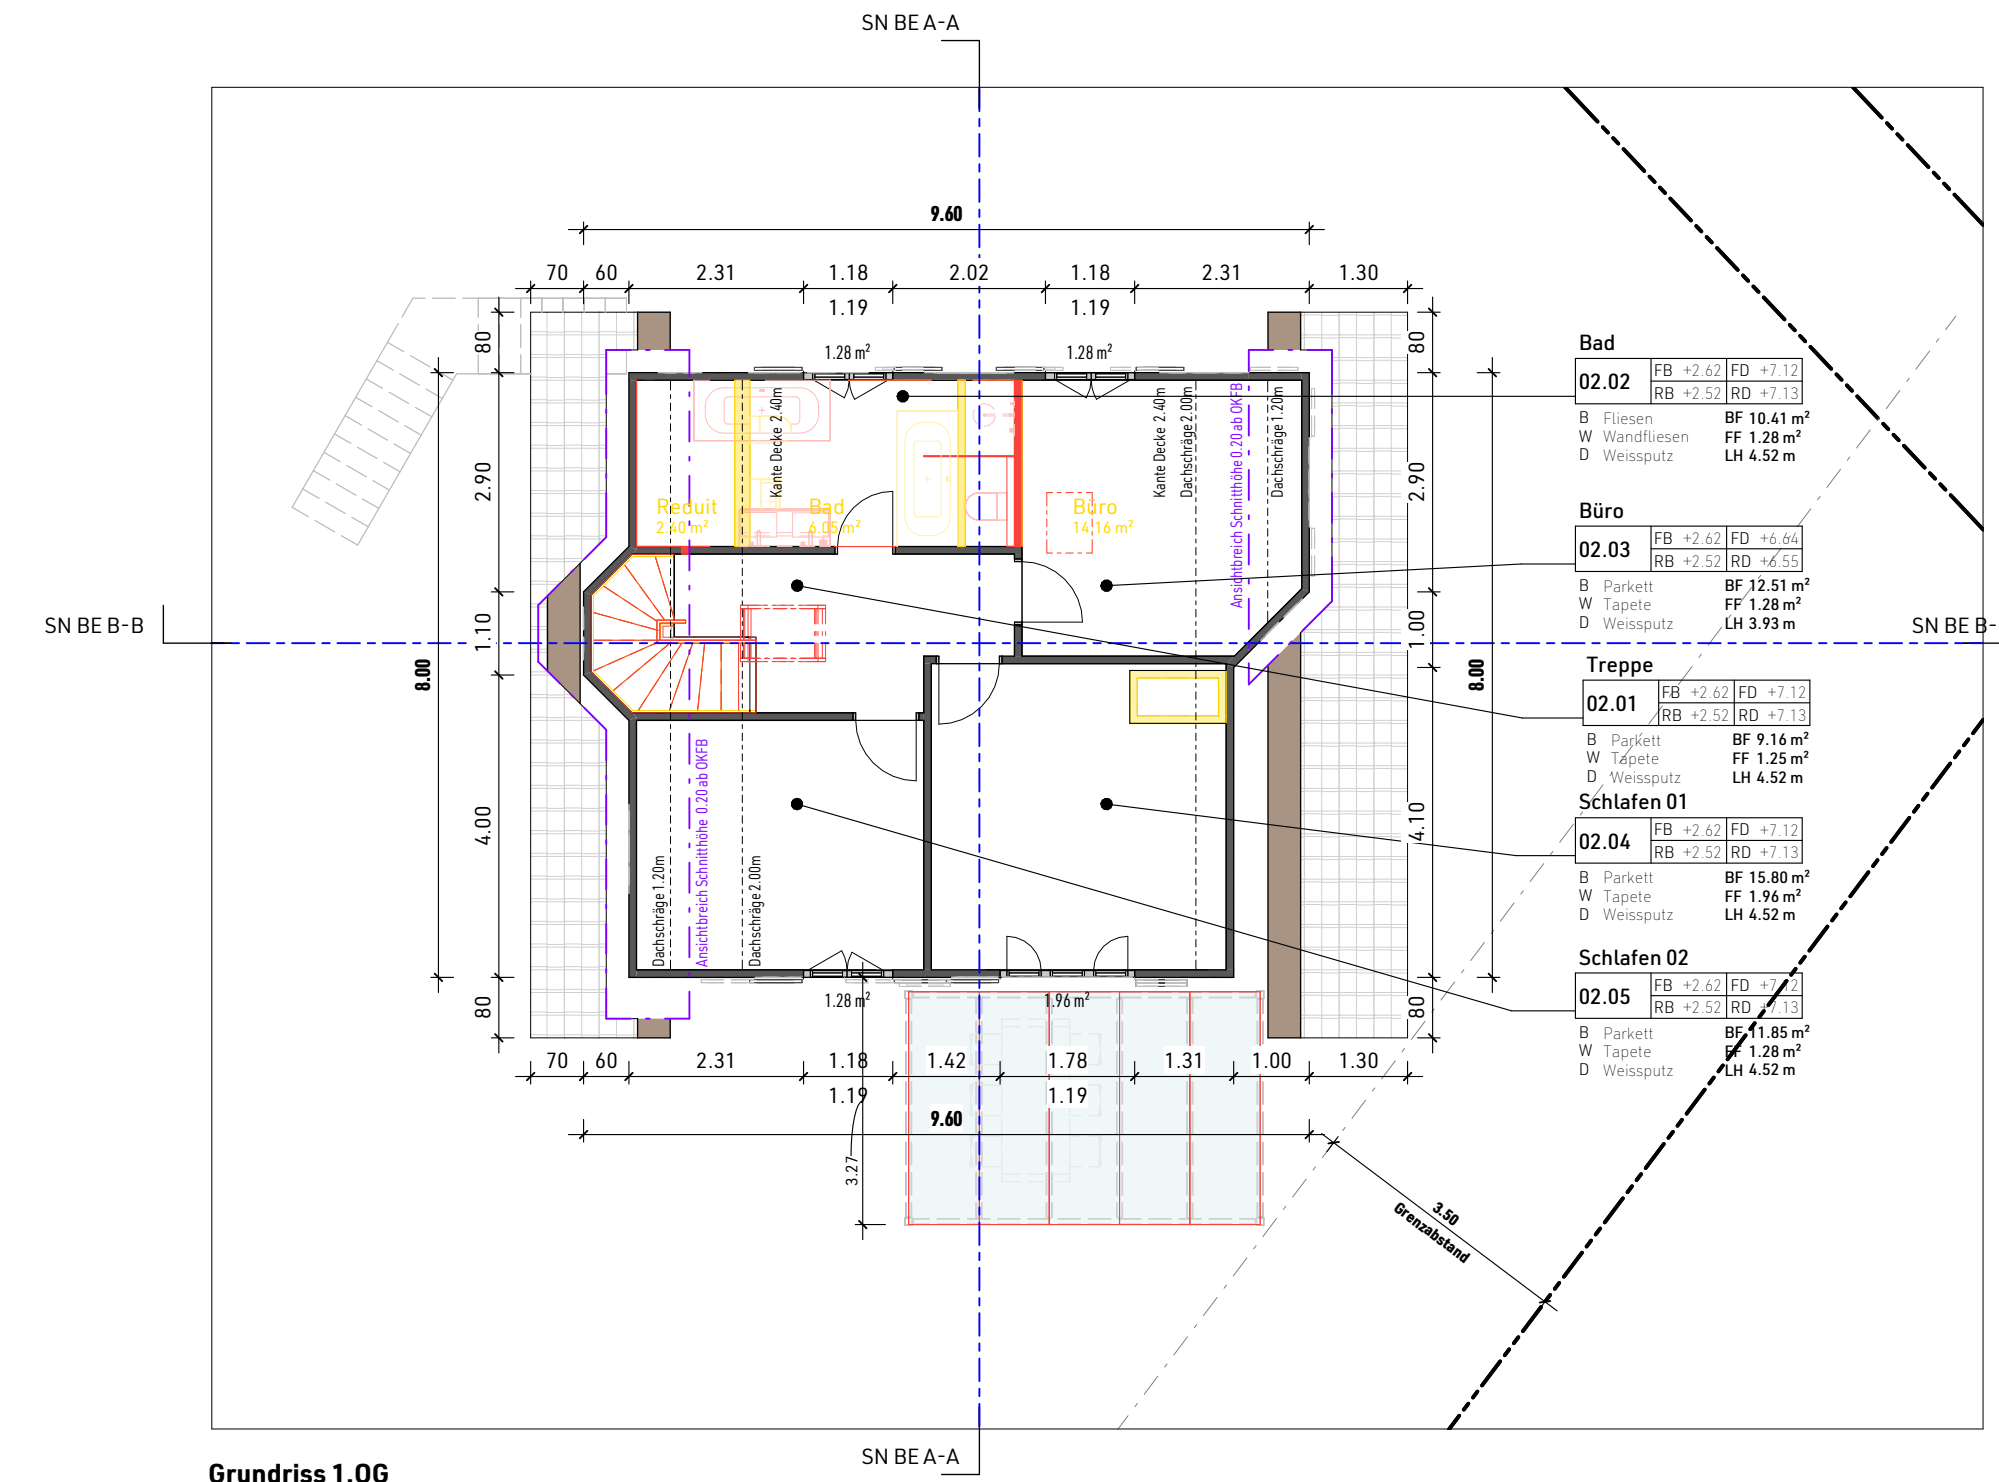 SN BE A-A
9.60
70 60 2.31 1.18 2.02 1.18 2.31 1.30
1.19 1.19
1.28 m² 1.28 m²
80
2.90
1.10
4.00
80
8.00
80
2.90
1.00
4.10
80
8.00
Kante Decke 2.40m
Kante Decke 2.40m
Dachschräge 2.00m
Ansichtbreich Schnitthöhe 0.20 ab OKFB
Dachschräge 1.20m
Reduit
2.40 m²
Bad
6.05 m²
Büro
14.16 m²
SN BE B-B
SN BE B-
Dachschräge 1.20m
Ansichtbreich Schnitthöhe 0.20 ab OKFB
Dachschräge 2.00m
1.28 m² 1.96 m²
70 60 2.31 1.18 1.42 1.78 1.31 1.00 1.30
1.19 1.19
9.60
3.27
3.50
Grenzabstand
Bad
02.02 FB +2.62 FD +7.12
RB +2.52 RD +7.13
B Fliesen BF 10.41 m²
W Wandfliesen FF 1.28 m²
D Weissputz LH 4.52 m
Büro
02.03 FB +2.62 FD +6.64
RB +2.52 RD +6.55
B Parkett BF 12.51 m²
W Tapete FF 1.28 m²
D Weissputz LH 3.93 m
Treppe
02.01 FB +2.62 FD +7.12
RB +2.52 RD +7.13
B Parkett BF 9.16 m²
W Tapete FF 1.25 m²
D Weissputz LH 4.52 m
Schlafen 01
02.04 FB +2.62 FD +7.12
RB +2.52 RD +7.13
B Parkett BF 15.80 m²
W Tapete FF 1.96 m²
D Weissputz LH 4.52 m
Schlafen 02
02.05 FB +2.62 FD +7.12
RB +2.52 RD +7.13
B Parkett BF 11.85 m²
W Tapete FF 1.28 m²
D Weissputz LH 4.52 m
SN BE A-A
Grundriss 1.OG